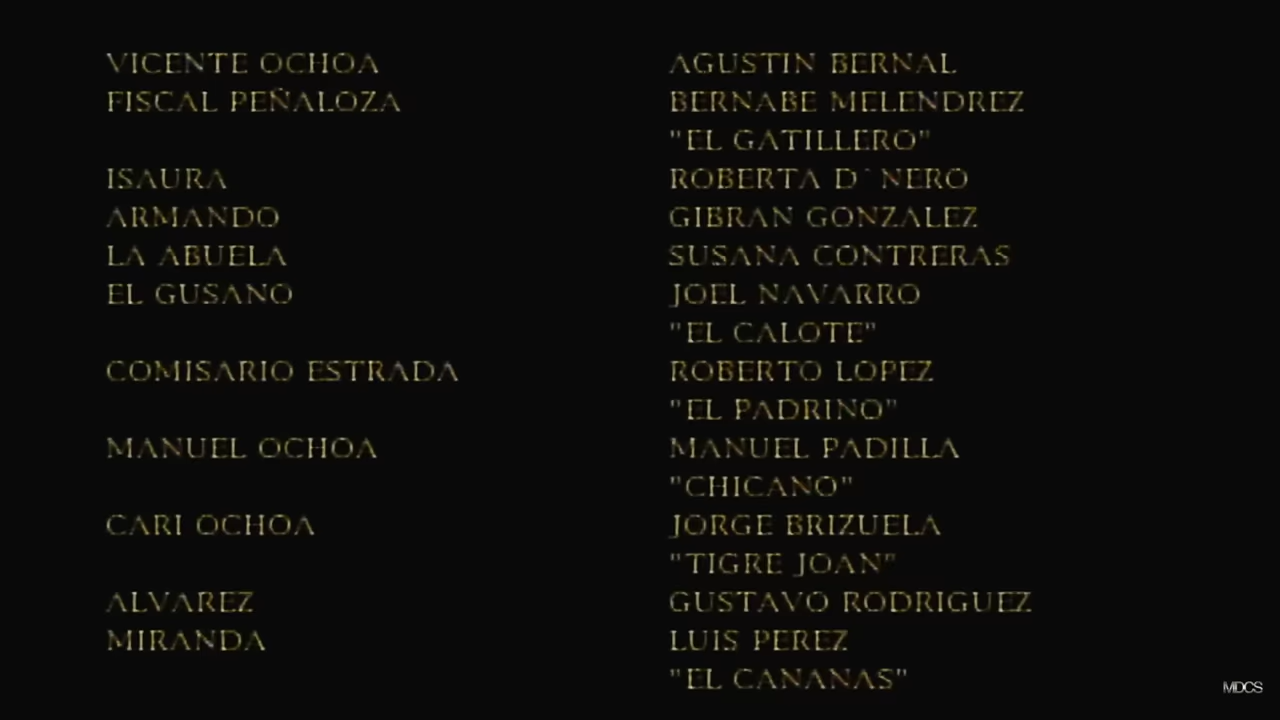 VICENTE OCHOA AGUSTIN BERNAL
FISCAL PEÑALOZA BERNABE MELENDREZ
"EL GATILLERO"
ISAURA ROBERTA D`NERO
ARMANDO GIBRAN GONZALEZ
LA ABUELA SUSANA CONTRERAS
EL GUSANO JOEL NAVARRO
"EL CALOTE"
COMISARIO ESTRADA ROBERTO LOPEZ
"EL PADRINO"
MANUEL OCHOA MANUEL PADILLA
"CHICANO"
CARI OCHOA JORGE BRIZUELA
"TIGRE JOAN"
ALVAREZ GUSTAVO RODRIGUEZ
MIRANDA LUIS PEREZ
"EL CANANAS"
MDCS